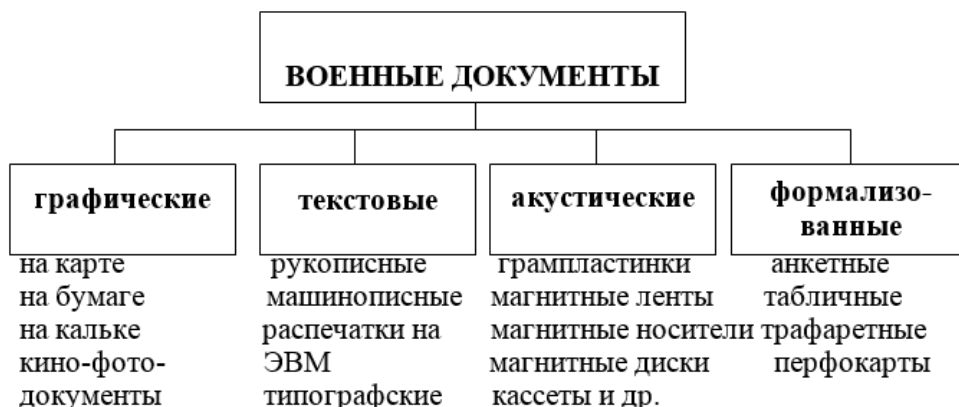 ВОЕННЫЕ ДОКУМЕНТЫ
графические
текстовые
акустические
формализо-
ванные
на карте
на бумаге
на кальке
кино-фото-
документы
рукописные
машинописные
распечатки на
ЭВМ
типографские
грампластинки
магнитные ленты
магнитные носители
магнитные диски
кассеты и др.
анкетные
табличные
трафаретные
перфокарты